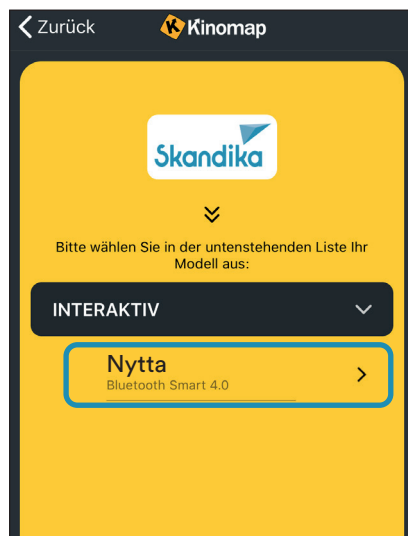 Zurück
Kinomap
Skandika
Bitte wählen Sie in der untenstehenden Liste Ihr
Modell aus:
INTERAKTIV
Nytta
Bluetooth Smart 4.0